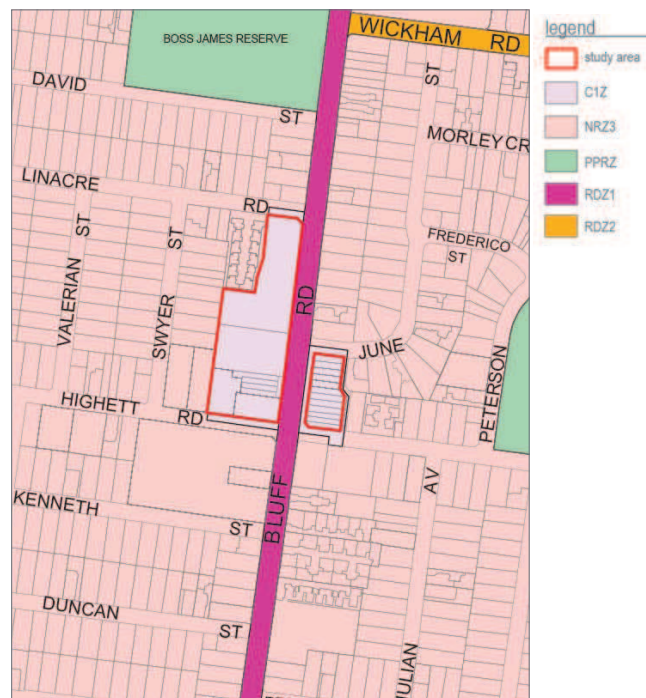 BOSS JAMES RESERVE
WICKHAM RD
DAVID ST
ST
MORLEY CR
LINACRE RD
VALERIAN ST
SWYER ST
FREDERICO ST
BLUFF RD
JUNE
PETERSON
HIGHETT RD
AV
KENNETH ST
DUNCAN ST
ULIAN
legend
study area
C1Z
NRZ3
PPRZ
RDZ1
RDZ2